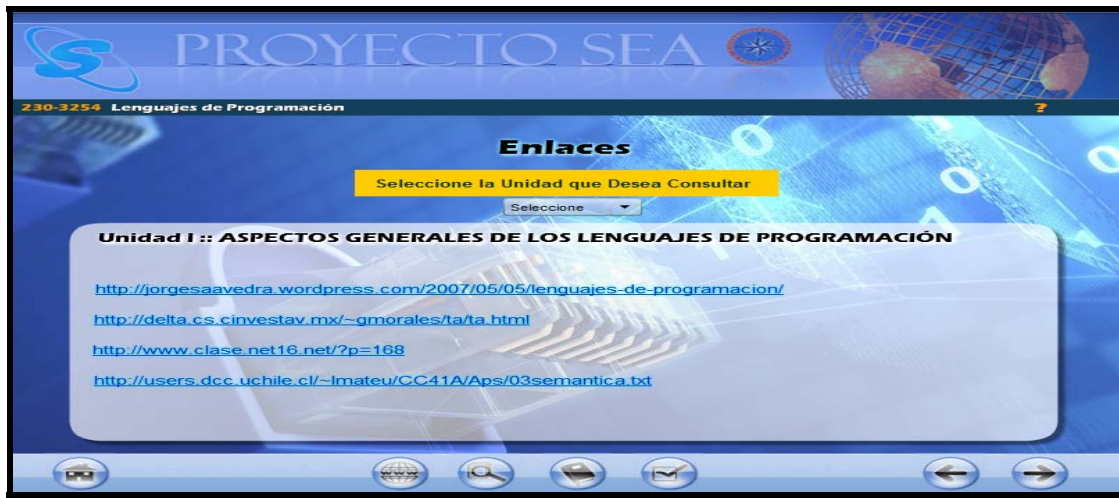 PROYECTO SEA
230-3254 Lenguajes de Programación
?
Enlaces
Seleccione la Unidad que Desea Consultar
Seleccione
Unidad I :: ASPECTOS GENERALES DE LOS LENGUAJES DE PROGRAMACIÓN
http://jorgesaavedra.wordpress.com/2007/05/05/lenguajes-de-programacion/
http://delta.cs.cinvestav.mx/~gmorales/ta/ta.html
http://www.clase.net16.net/?p=168
http://users.dcc.uchile.cl/~lmateu/CC41A/Aps/03semantica.txt
www